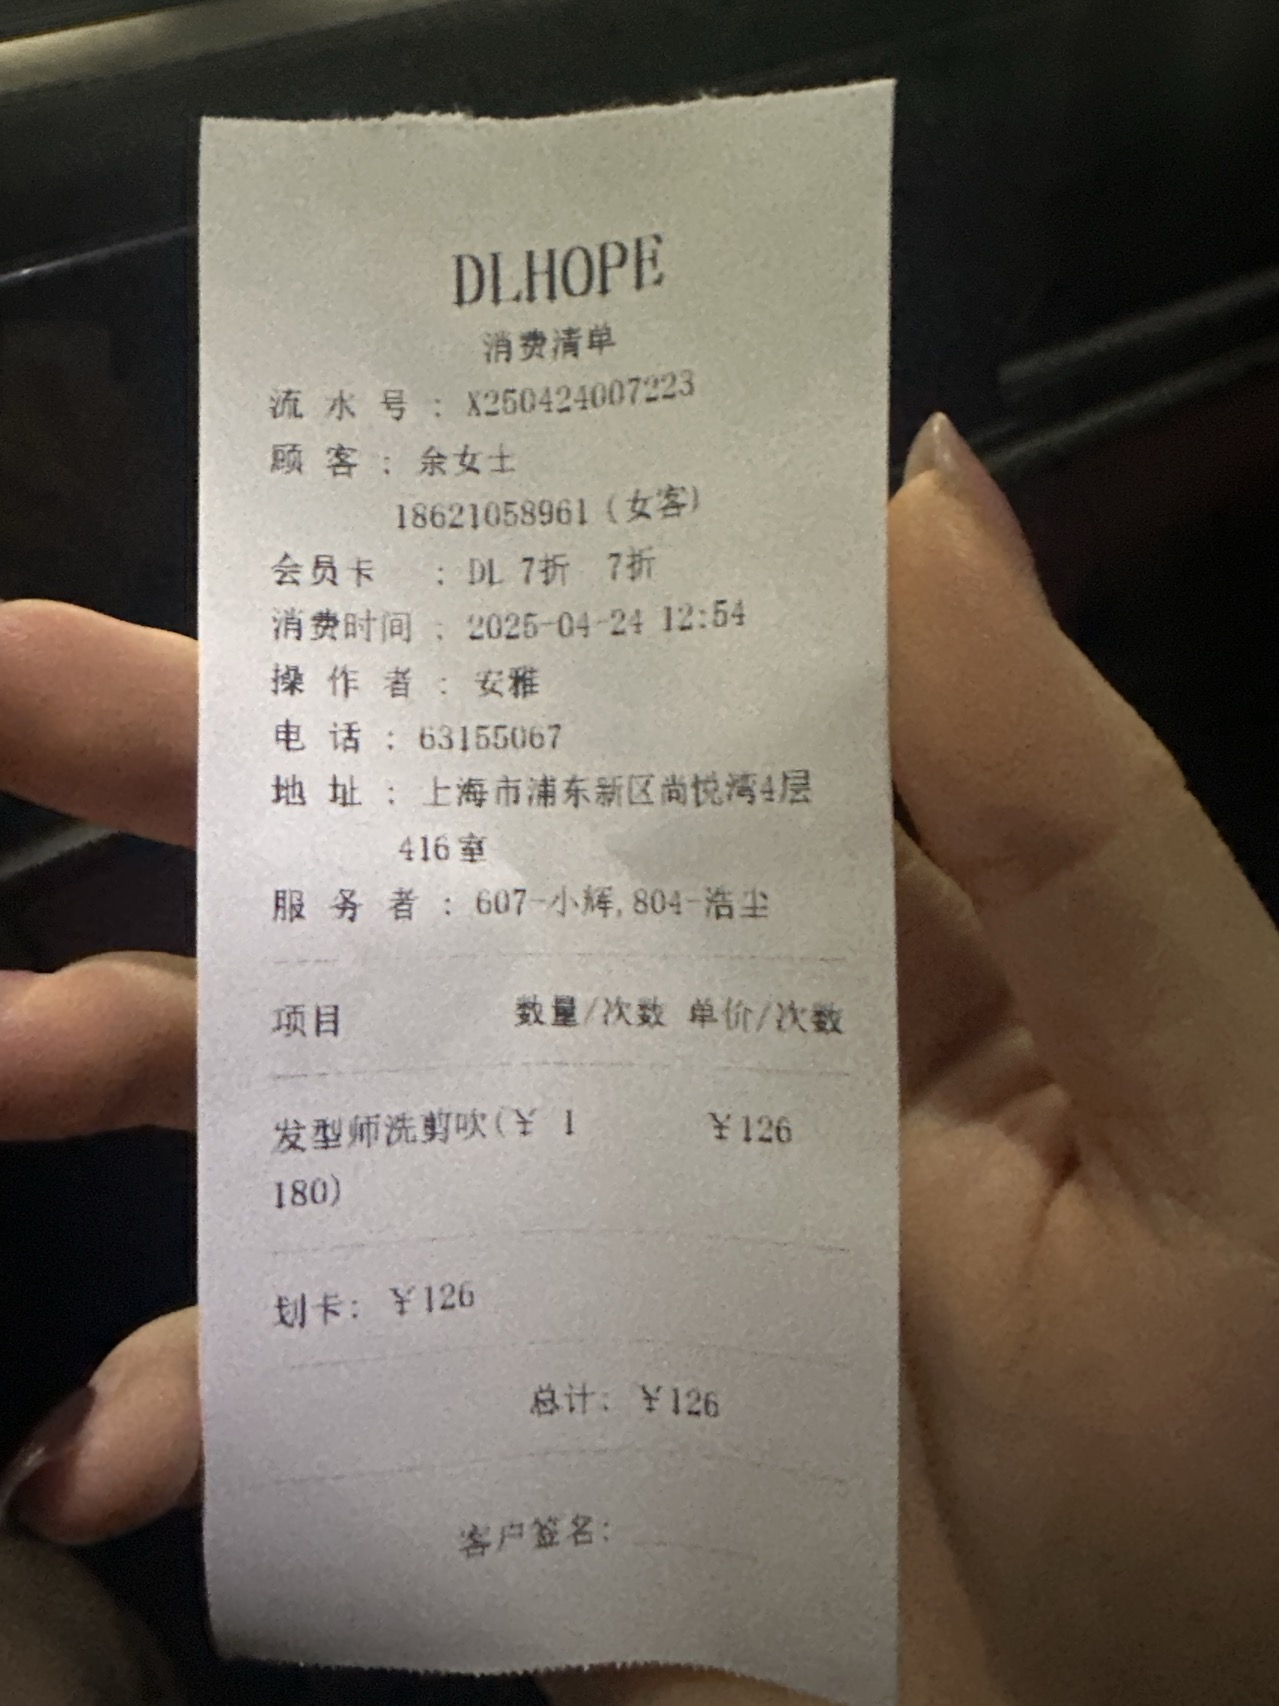 DLHOPE
消费清单
流 水 号 : X250424007223
顾 客 : 余女士
18621058961(女客)
会员卡 : DL 7折 7折
消费时间 : 2025-04-24 12:54
操 作 者 : 安雅
电 话 : 63155067
地 址 : 上海市浦东新区尚悦湾4层
416室
服 务 者 : 607-小辉,804-浩尘
项目 数量/次数 单价/次数
发型师洗剪吹(¥ 1 ¥126
180)
划卡: ¥126
总计: ¥126
客户签名: